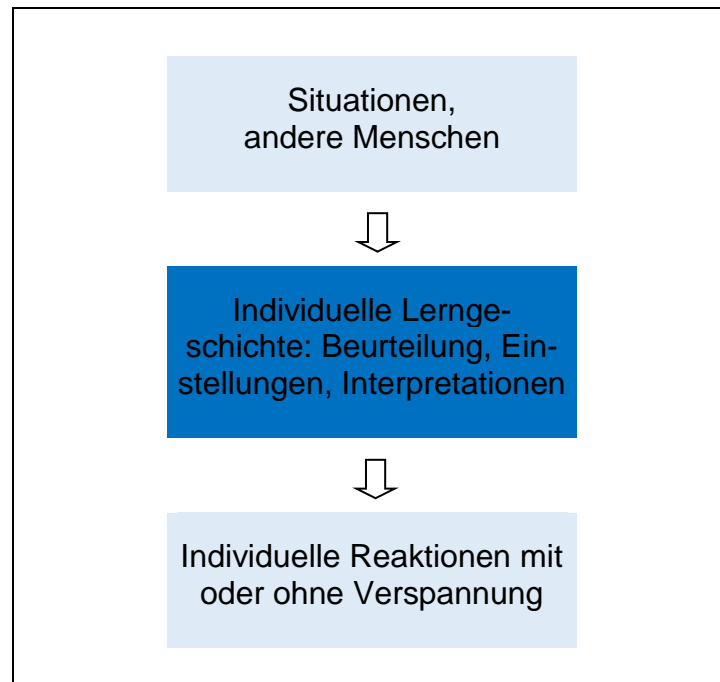 Situationen,
andere Menschen
Individuelle Lernge-
schichte: Beurteilung, Ein-
stellungen, Interpretationen
Individuelle Reaktionen mit
oder ohne Verspannung